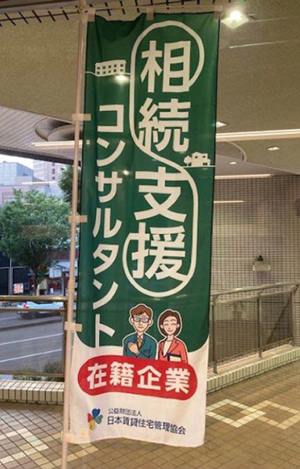 相続支援
コンサルタント
在籍企業
公益財団法人
日本賃貸住宅管理協会